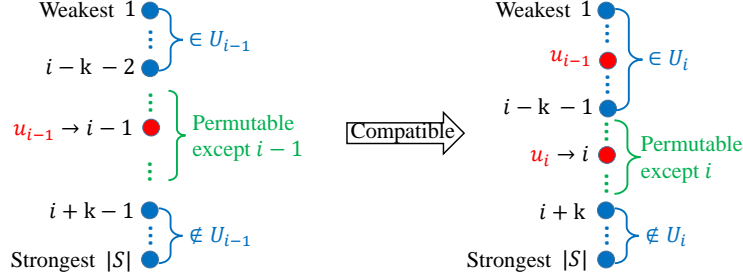 Weakest 1
∈ U_{i−1}
i − k − 2
u_{i−1} → i − 1
Permutable
except i − 1
i + k − 1
∉ U_{i−1}
Strongest |S|
Compatible
Weakest 1
u_{i−1}
∈ U_i
i − k − 1
u_i → i
Permutable
except i
i + k
∉ U_i
Strongest |S|